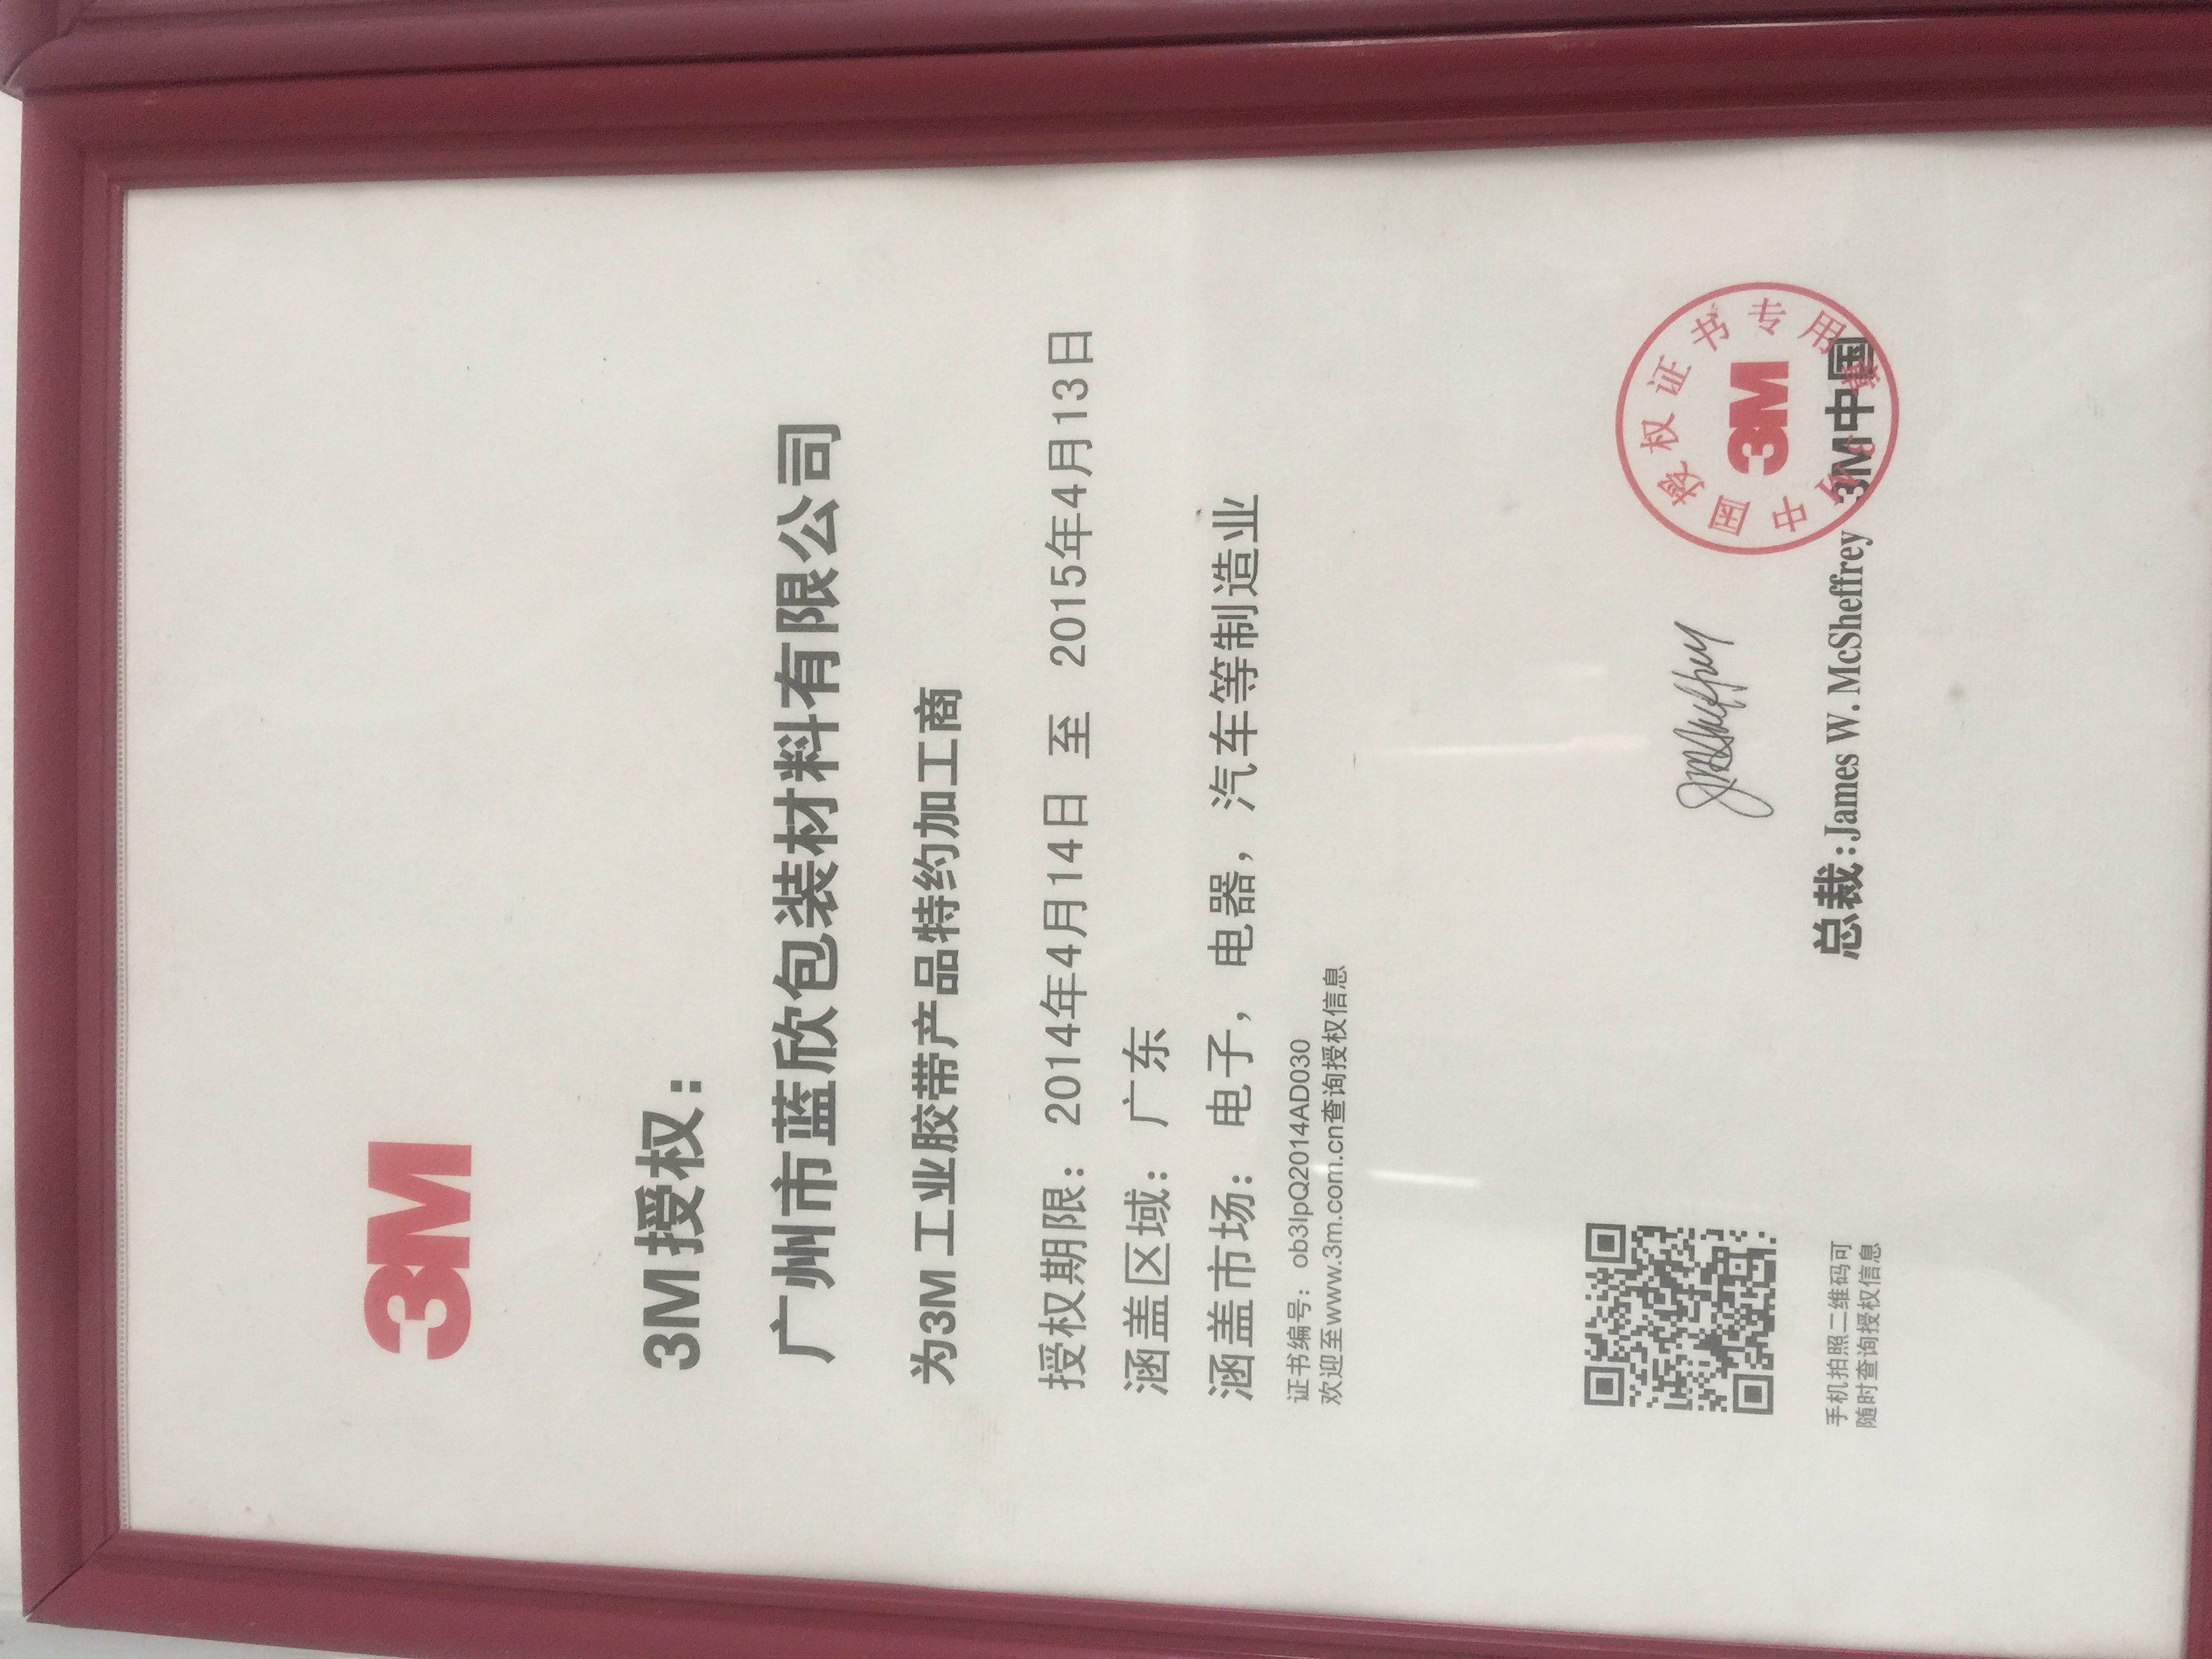 3M
3M授权：
广州市蓝欣包装材料有限公司
为3M 工业胶带产品特约加工商
授权期限：2014年4月14日 至 2015年4月13日
涵盖区域：广东
涵盖市场：电子，电器，汽车等制造业
证书编号：ob3lpQ2014AD030
欢迎至www.3m.com.cn查询授权信息
3M中国授权证书专用章
3M
总裁:James W. McSheffrey 3M中国
手机拍照二维码可
随时查询授权信息